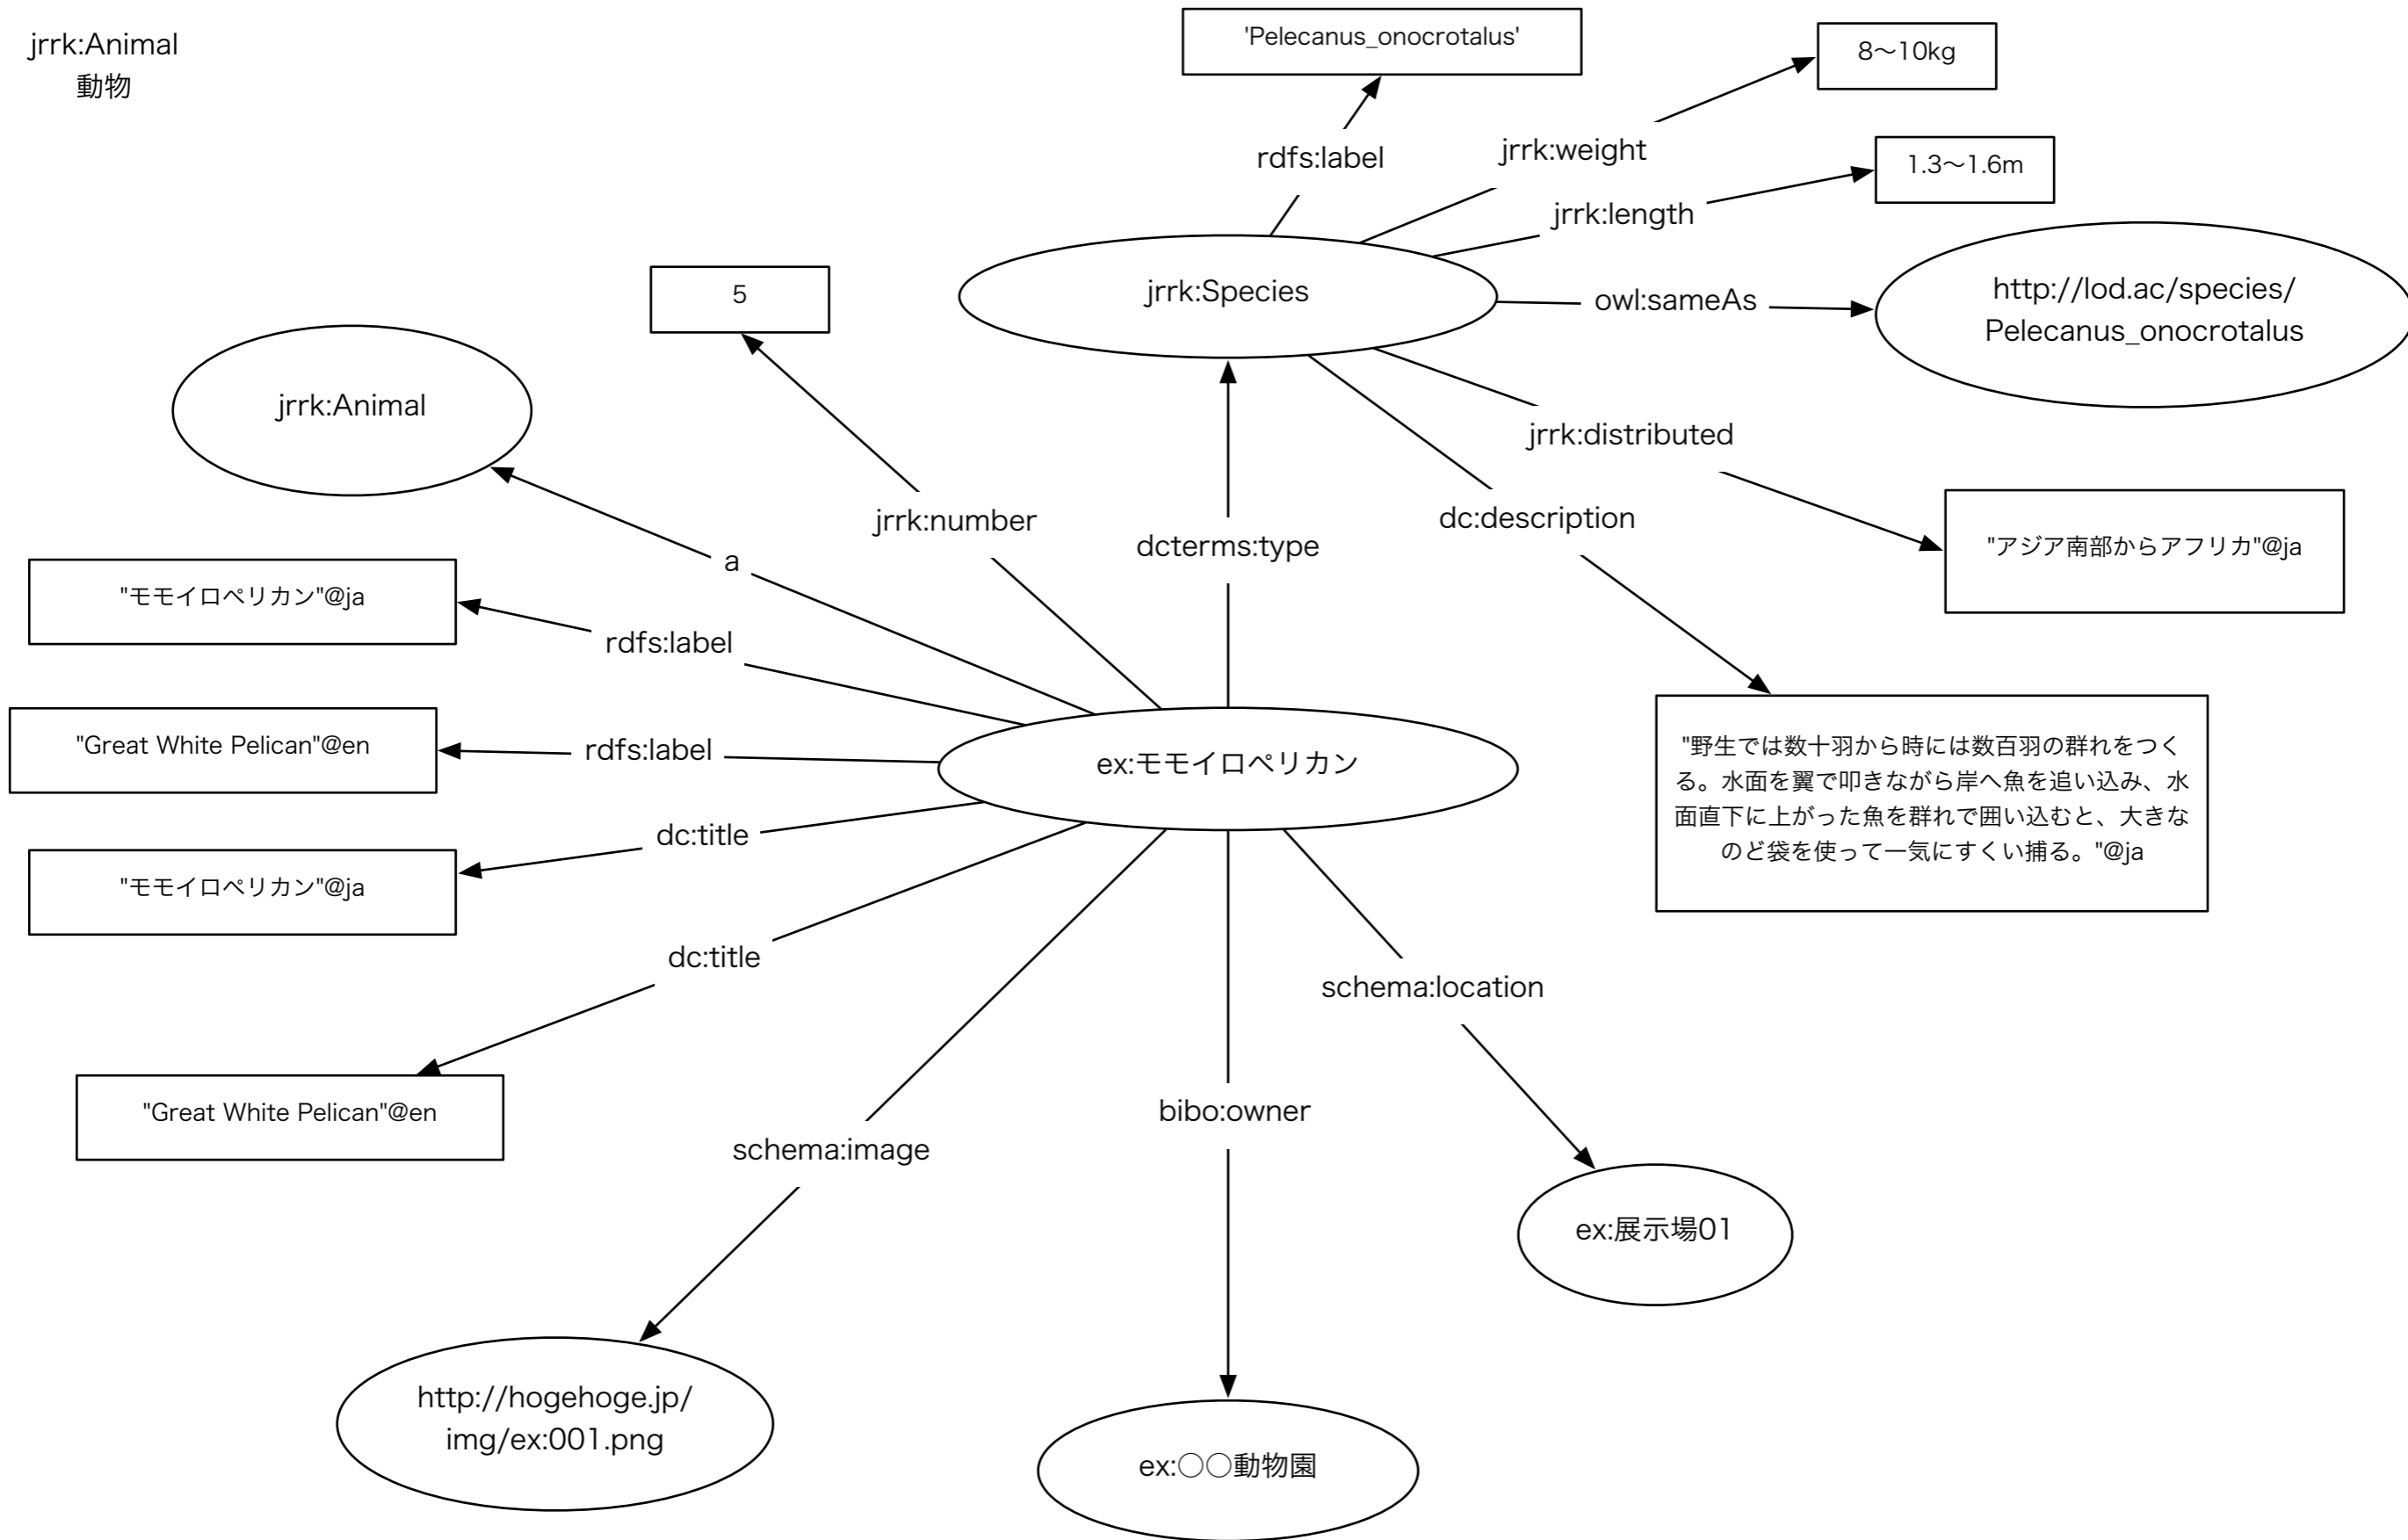 jrrk:Animal
動物
'Pelecanus_onocrotalus'
8〜10kg
rdfs:label
jrrk:weight
1.3〜1.6m
jrrk:length
5
jrrk:Species
owl:sameAs
http://lod.ac/species/
Pelecanus_onocrotalus
jrrk:Animal
jrrk:distributed
jrrk:number
dc:description
dcterms:type
"アジア南部からアフリカ"@ja
a
"モモイロペリカン"@ja
rdfs:label
"Great White Pelican"@en
rdfs:label
ex:モモイロペリカン
"野生では数十羽から時には数百羽の群れをつく
る。水面を翼で叩きながら岸へ魚を追い込み、水
面直下に上がった魚を群れで囲い込むと、大きな
のど袋を使って一気にすくい捕る。"@ja
dc:title
"モモイロペリカン"@ja
dc:title
schema:location
"Great White Pelican"@en
bibo:owner
schema:image
ex:展示場01
http://hogehoge.jp/
img/ex:001.png
ex:○○動物園